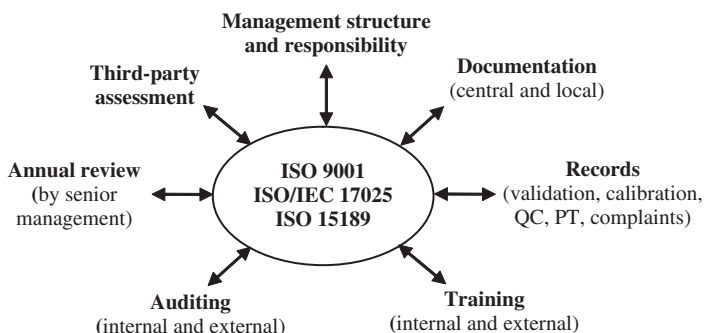 Management structure
and responsibility
Third-party
assessment
Documentation
(central and local)
Annual review
(by senior
management)
ISO 9001
ISO/IEC 17025
ISO 15189
Records
(validation, calibration,
QC, PT, complaints)
Auditing
(internal and external)
Training
(internal and external)